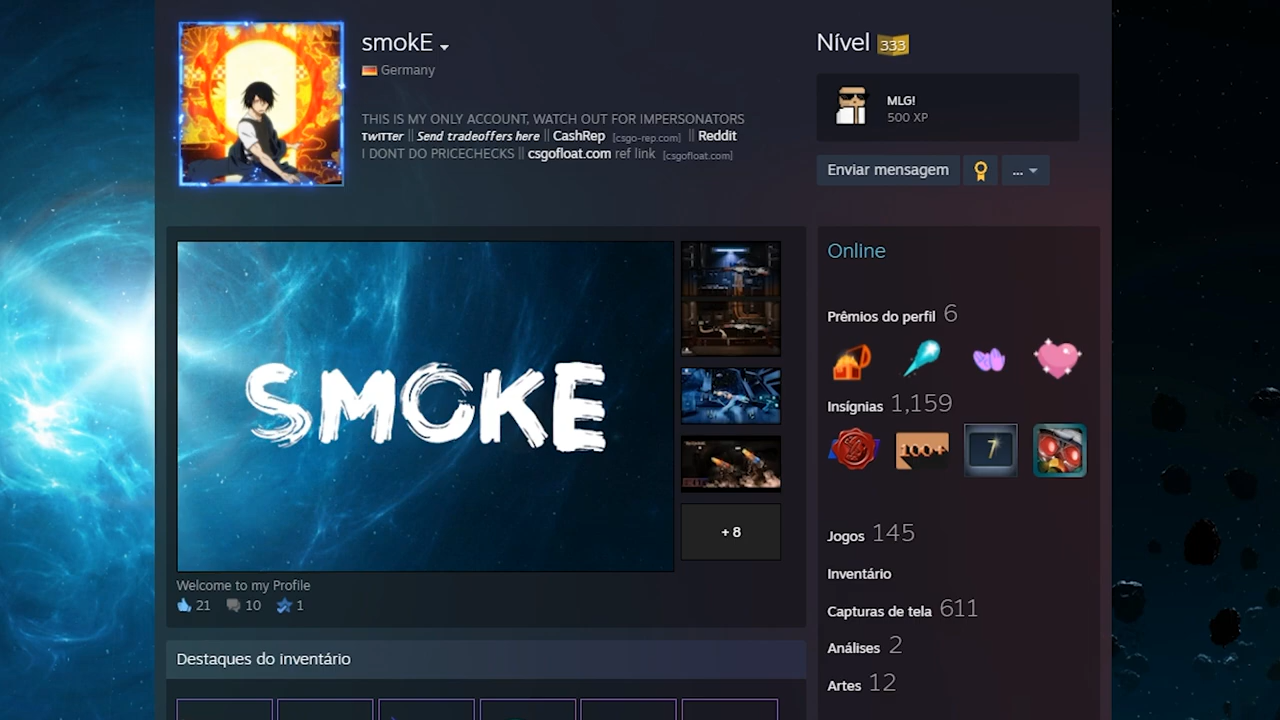 smokE
Germany
THIS IS MY ONLY ACCOUNT, WATCH OUT FOR IMPERSONATORS
TWITTer || Send tradeoffers here || CashRep [csgo-rep.com] || Reddit
I DONT DO PRICECHECKS || csgofloat.com ref link [csgofloat.com]
Nível 333
MLG!
500 XP
Enviar mensagem
...
SMOKE
+ 8
Welcome to my Profile
21 10 1
Destaques do inventário
Online
Prêmios do perfil 6
Insígnias 1,159
100+
7
Jogos 145
Inventário
Capturas de tela 611
Análises 2
Artes 12